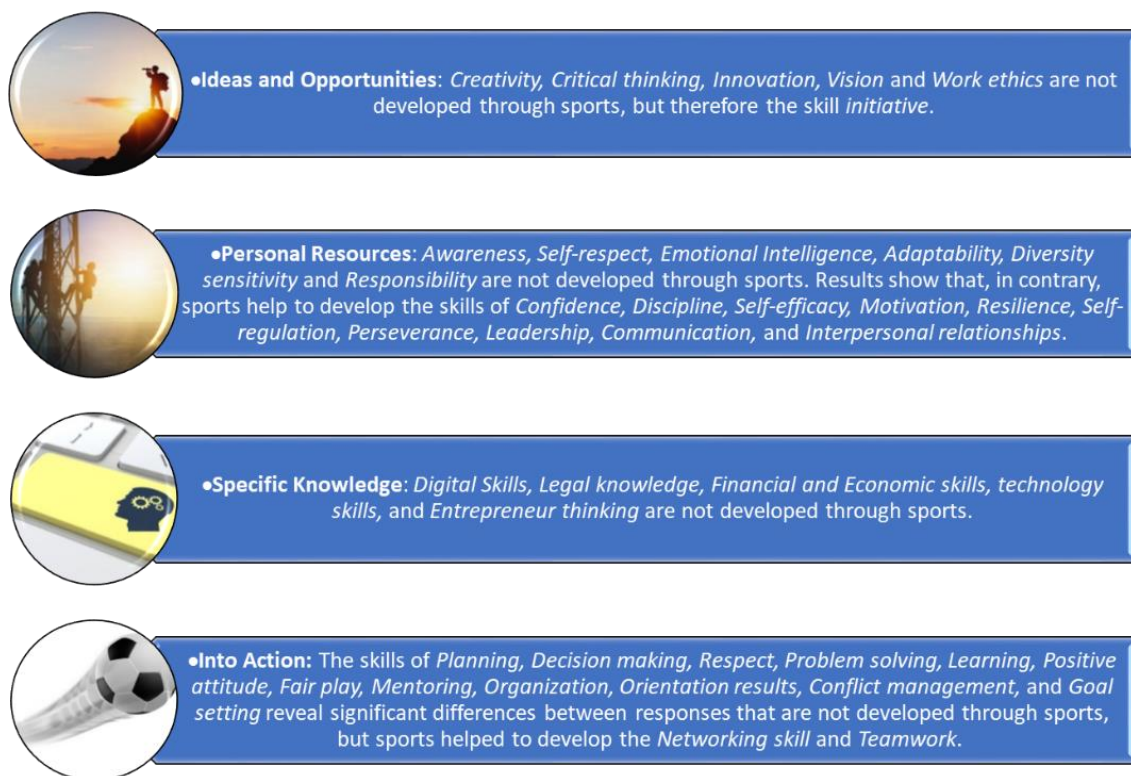 •Ideas and Opportunities: Creativity, Critical thinking, Innovation, Vision and Work ethics are not
developed through sports, but therefore the skill initiative.
•Personal Resources: Awareness, Self-respect, Emotional Intelligence, Adaptability, Diversity
sensitivity and Responsibility are not developed through sports. Results show that, in contrary,
sports help to develop the skills of Confidence, Discipline, Self-efficacy, Motivation, Resilience, Self-
regulation, Perseverance, Leadership, Communication, and Interpersonal relationships.
•Specific Knowledge: Digital Skills, Legal knowledge, Financial and Economic skills, technology
skills, and Entrepreneur thinking are not developed through sports.
•Into Action: The skills of Planning, Decision making, Respect, Problem solving, Learning, Positive
attitude, Fair play, Mentoring, Organization, Orientation results, Conflict management, and Goal
setting reveal significant differences between responses that are not developed through sports,
but sports helped to develop the Networking skill and Teamwork.